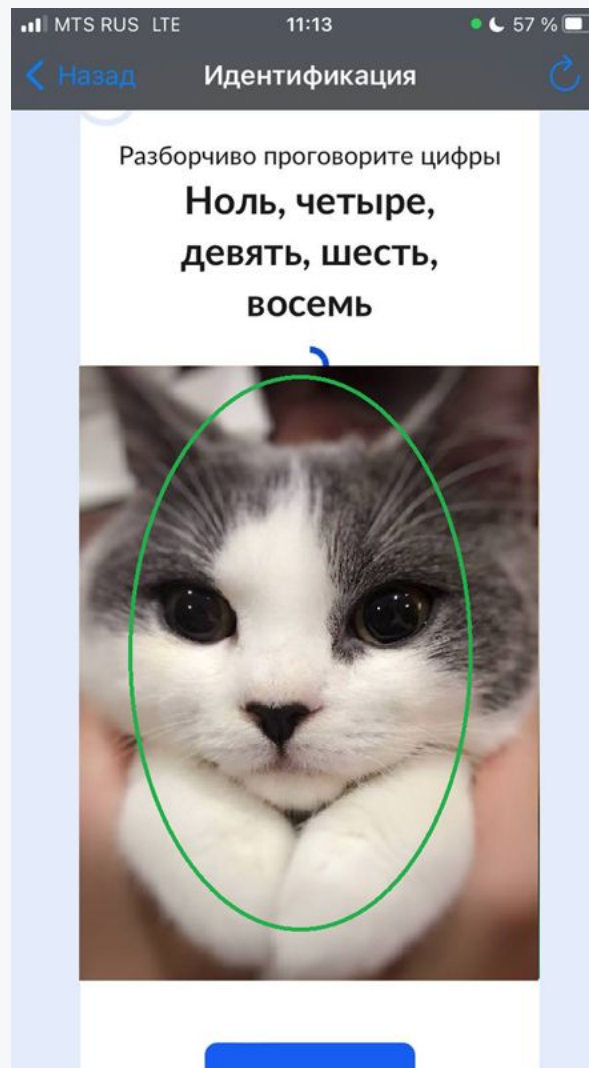 MTS RUS LTE 11:13 57 %
Назад Идентификация
Разборчиво проговорите цифры
Ноль, четыре,
девять, шесть,
восемь